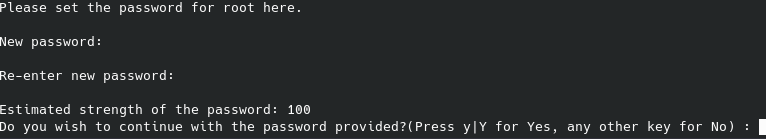 Please set the password for root here.
New password:
Re-enter new password:
Estimated strength of the password: 100
Do you wish to continue with the password provided?(Press y|Y for Yes, any other key for No) :